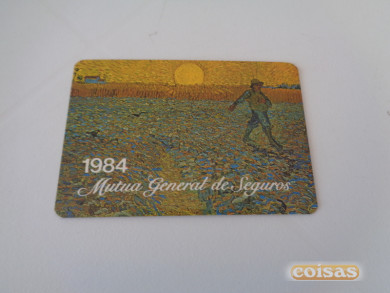 1984
Mutua General de Seguros
coisas